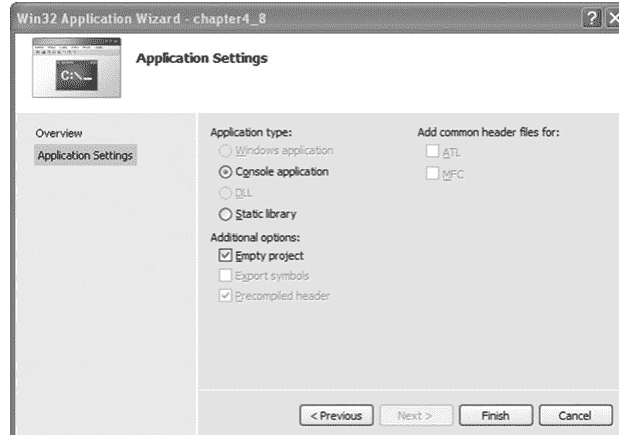 Win32 Application Wizard - chapter4_8
C:\_
Application Settings
Overview
Application Settings
Application type:
Windows application
Console application
DLL
Static library
Additional options:
Empty project
Export symbols
Precompiled header
Add common header files for:
ATL
MFC
< Previous
Next >
Finish
Cancel